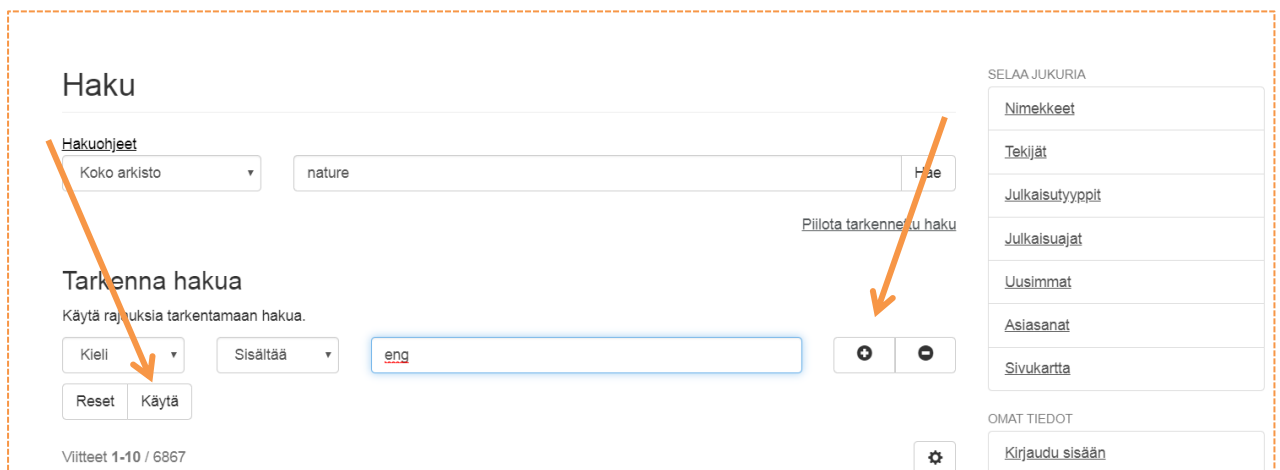 Haku
Hakuohjeet
Koko arkisto
nature
Hae
Piilota tarkennettu haku
Tarkenna hakua
Käytä rajauksia tarkentamaan hakua.
Kieli
Sisältää
eng
Reset
Käytä
Viitteet 1-10 / 6867
SELAA JUKURIA
Nimekkeet
Tekijät
Julkaisutyyppit
Julkaisuajat
Uusimmat
Asiasanat
Sivukartta
OMAT TIEDOT
Kirjaudu sisään